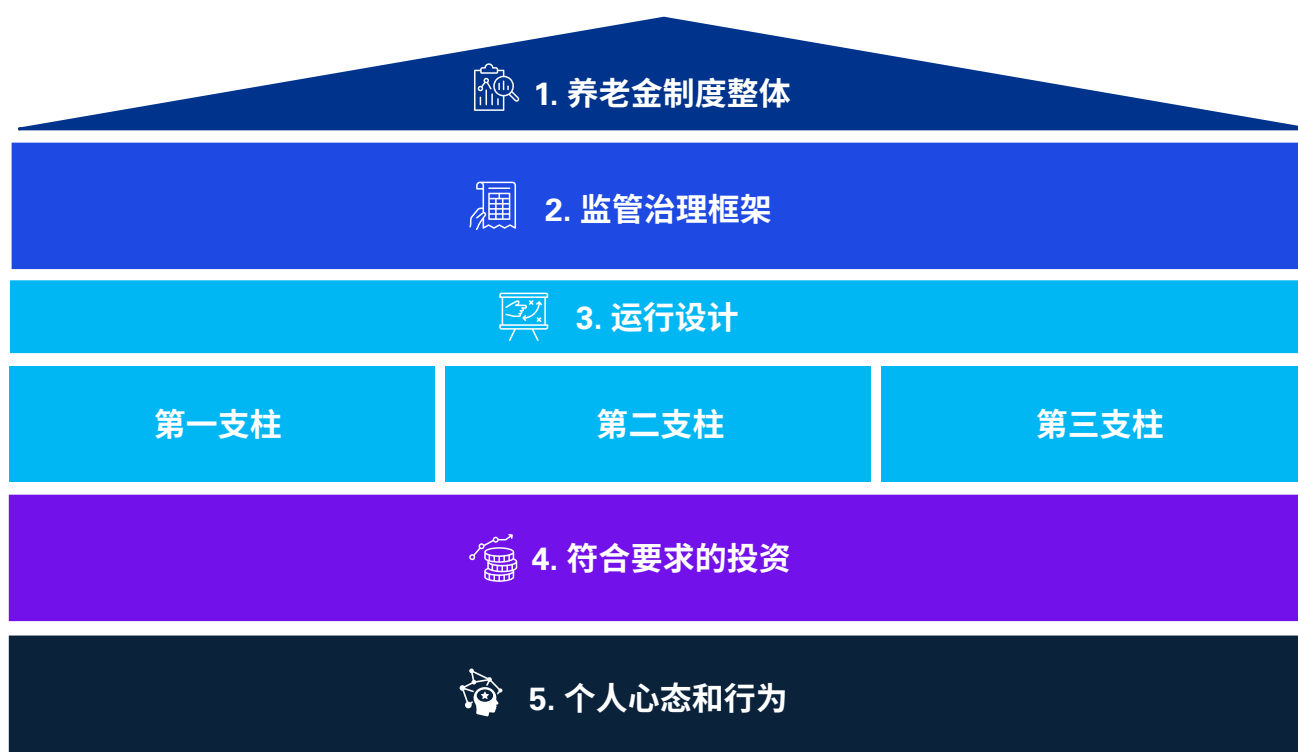 1. 养老金制度整体
2. 监管治理框架
3. 运行设计
第一支柱
第二支柱
第三支柱
4. 符合要求的投资
5. 个人心态和行为